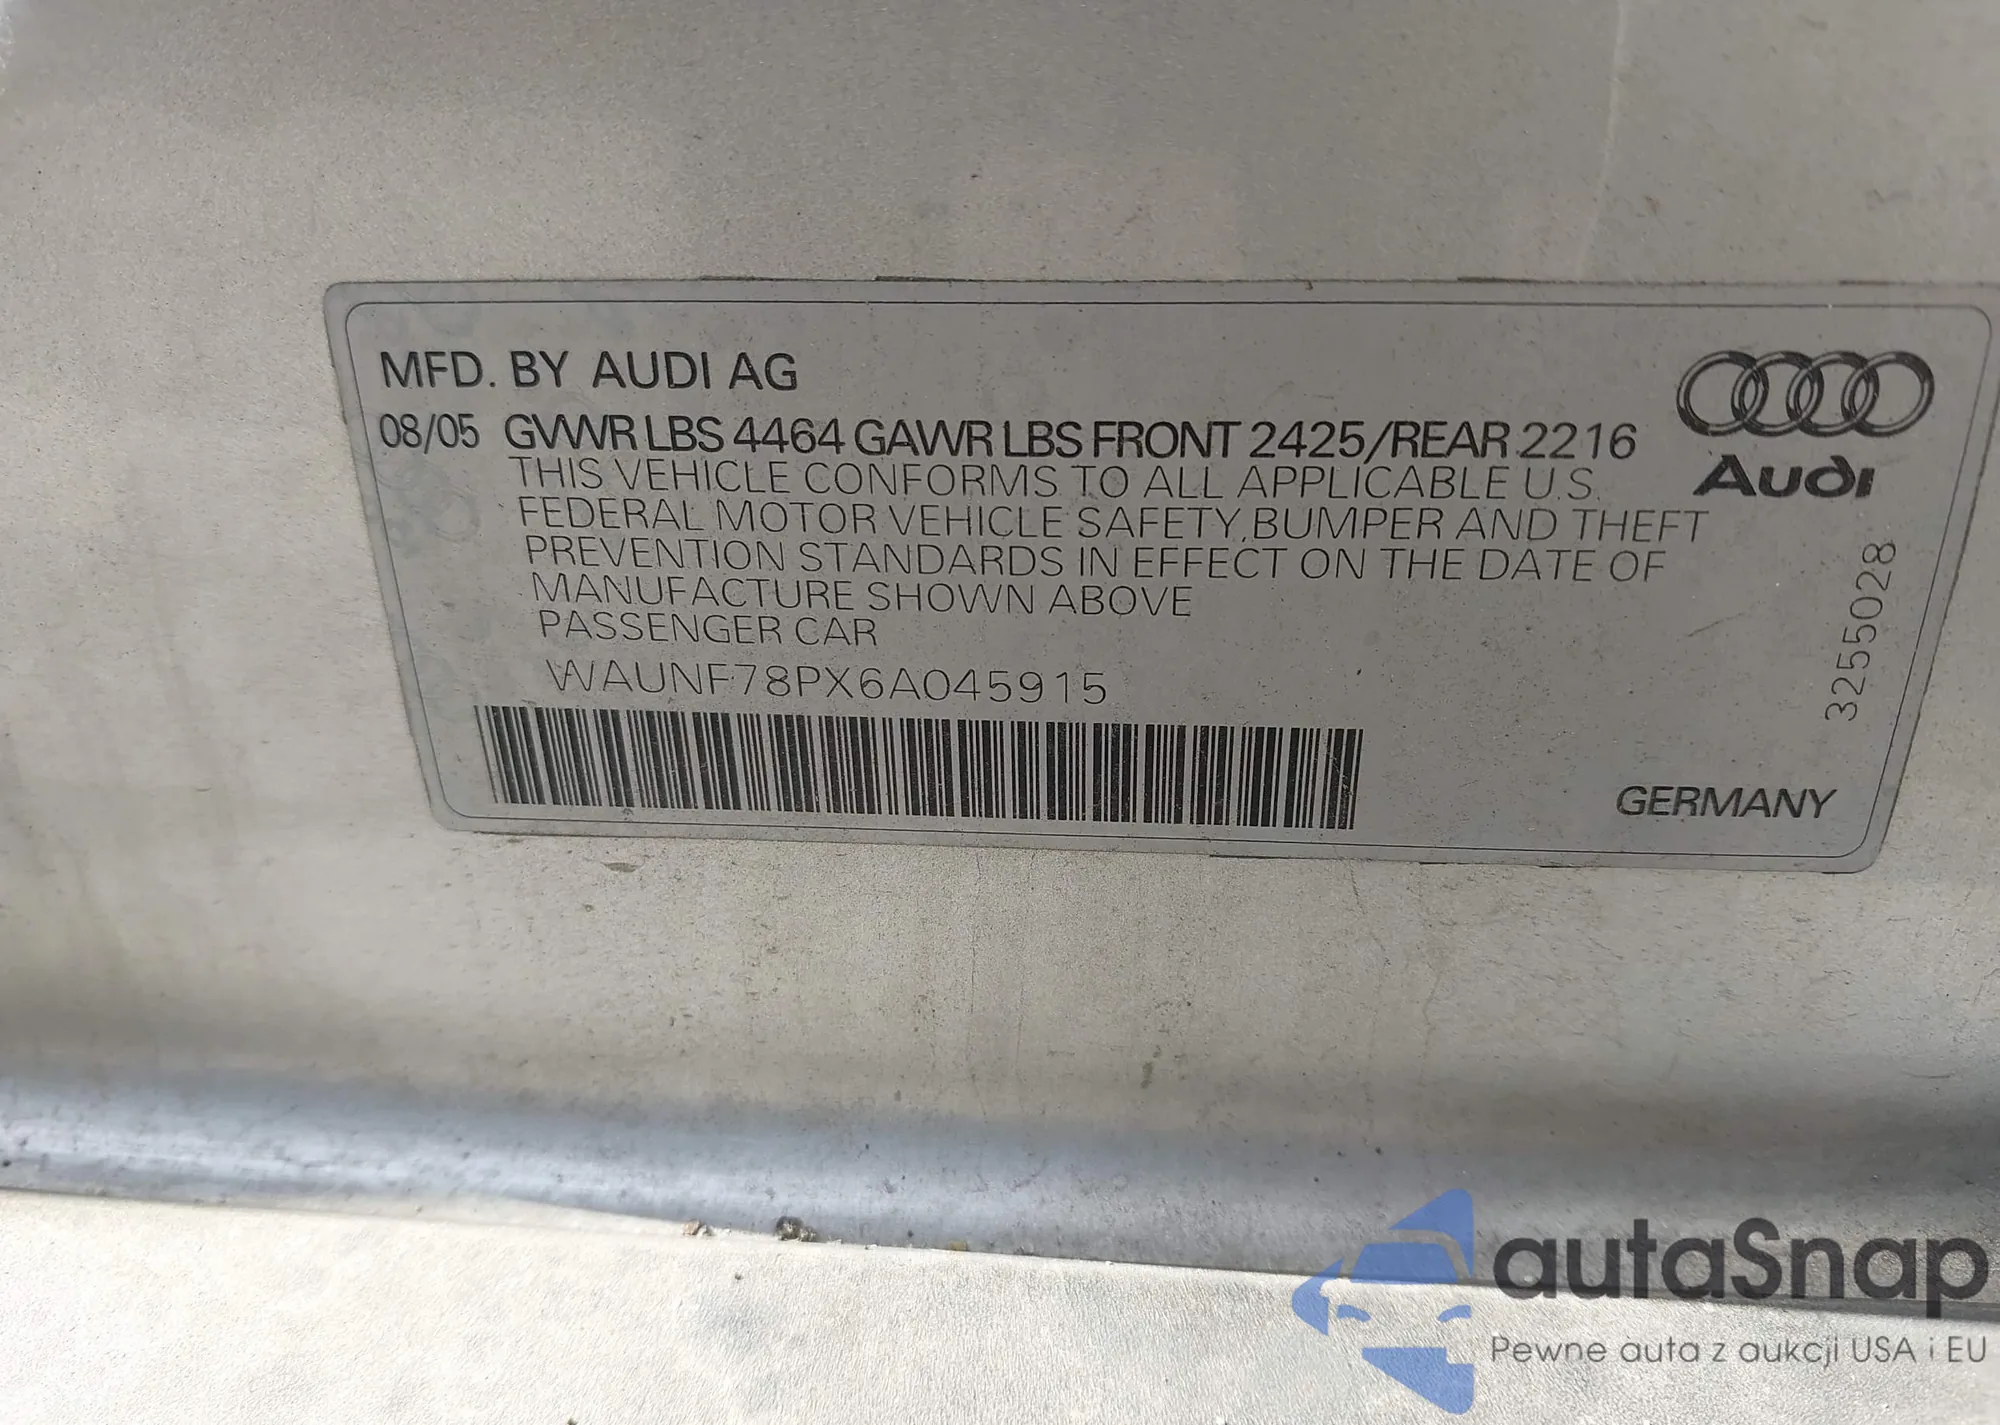 MFD. BY AUDI AG
08/05 GVWR LBS 4464 GAWR LBS FRONT 2425/REAR 2216
THIS VEHICLE CONFORMS TO ALL APPLICABLE U.S.
FEDERAL MOTOR VEHICLE SAFETY, BUMPER AND THEFT
PREVENTION STANDARDS IN EFFECT ON THE DATE OF
MANUFACTURE SHOWN ABOVE
PASSENGER CAR
WAUNF78PX6A045915
Audi
3255028
GERMANY
autaSnap
Pewne auta z aukcji USA i EU